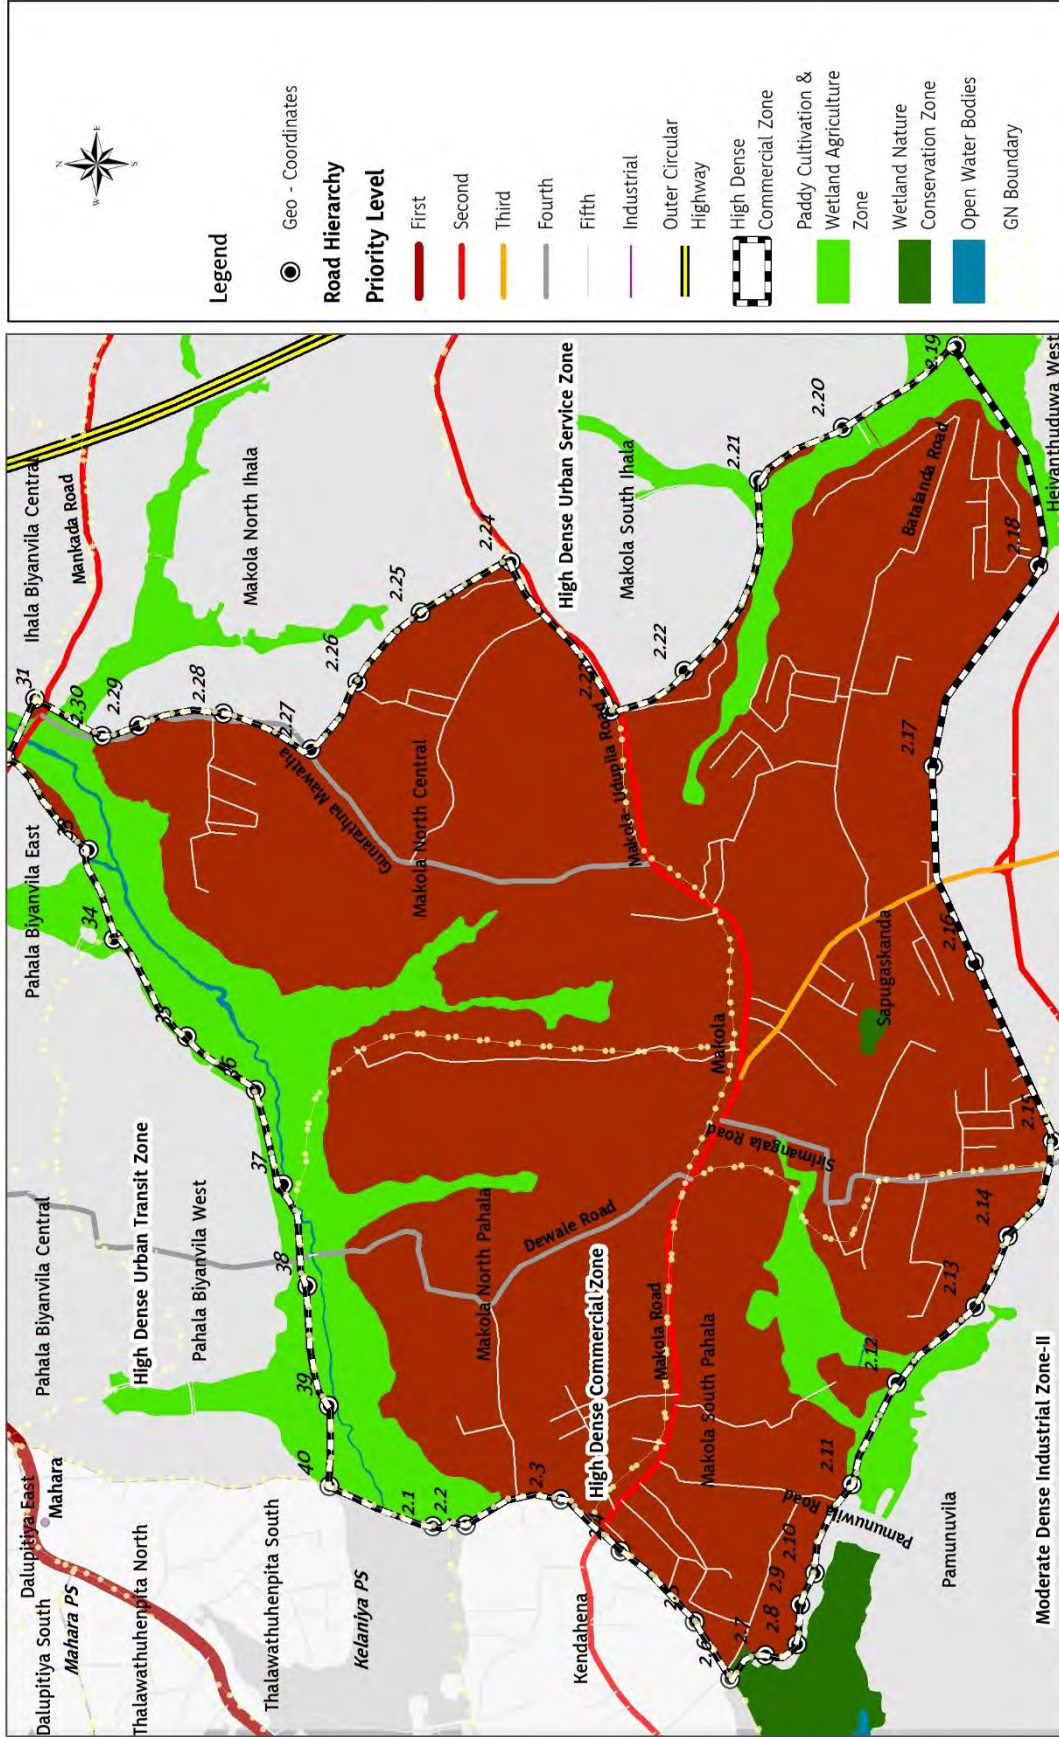 Dalupitiya South
Dalupitiya East
Mahara PS
Mahara
Thalawathuhenpita North
Thalawathuhenpita South
Kelaniya PS
Kendahena
Pahala Biyanvila Central
High Dense Urban Transit Zone
Pahala Biyanvila West
Pahala Biyanvila East
Ihala Biyanvila Central
Mankada Road
Makola North Ihala
31
2.30
2.29
2.28
2.27
2.26
2.25
2.24
34
37
38
39
40
2.1
2.2
2.3
Gunarathna Mawatha
Makola North Central
Makola North Pahala
Dewale Road
High Dense Commercial Zone
High Dense Urban Service Zone
Makola South Ihala
Makola- Udupila Road
2.22
2.21
2.20
2.19
2.18
2.17
2.16
2.15
2.14
2.13
2.12
2.11
2.10
2.9
2.8
2.7
2.6
Makola Road
Makola
Makola South Pahala
Sirimangala Road
Sapugaskanda
Batalanda Road
Pamunuwila Road
Pamunuvila
Moderate Dense Industrial Zone-II
Heiyanthuduwa West
N
E
S
W
Legend
Geo - Coordinates
Road Hierarchy
Priority Level
First
Second
Third
Fourth
Fifth
Industrial
Outer Circular
Highway
High Dense
Commercial Zone
Paddy Cultivation &
Wetland Agriculture
Zone
Wetland Nature
Conservation Zone
Open Water Bodies
GN Boundary